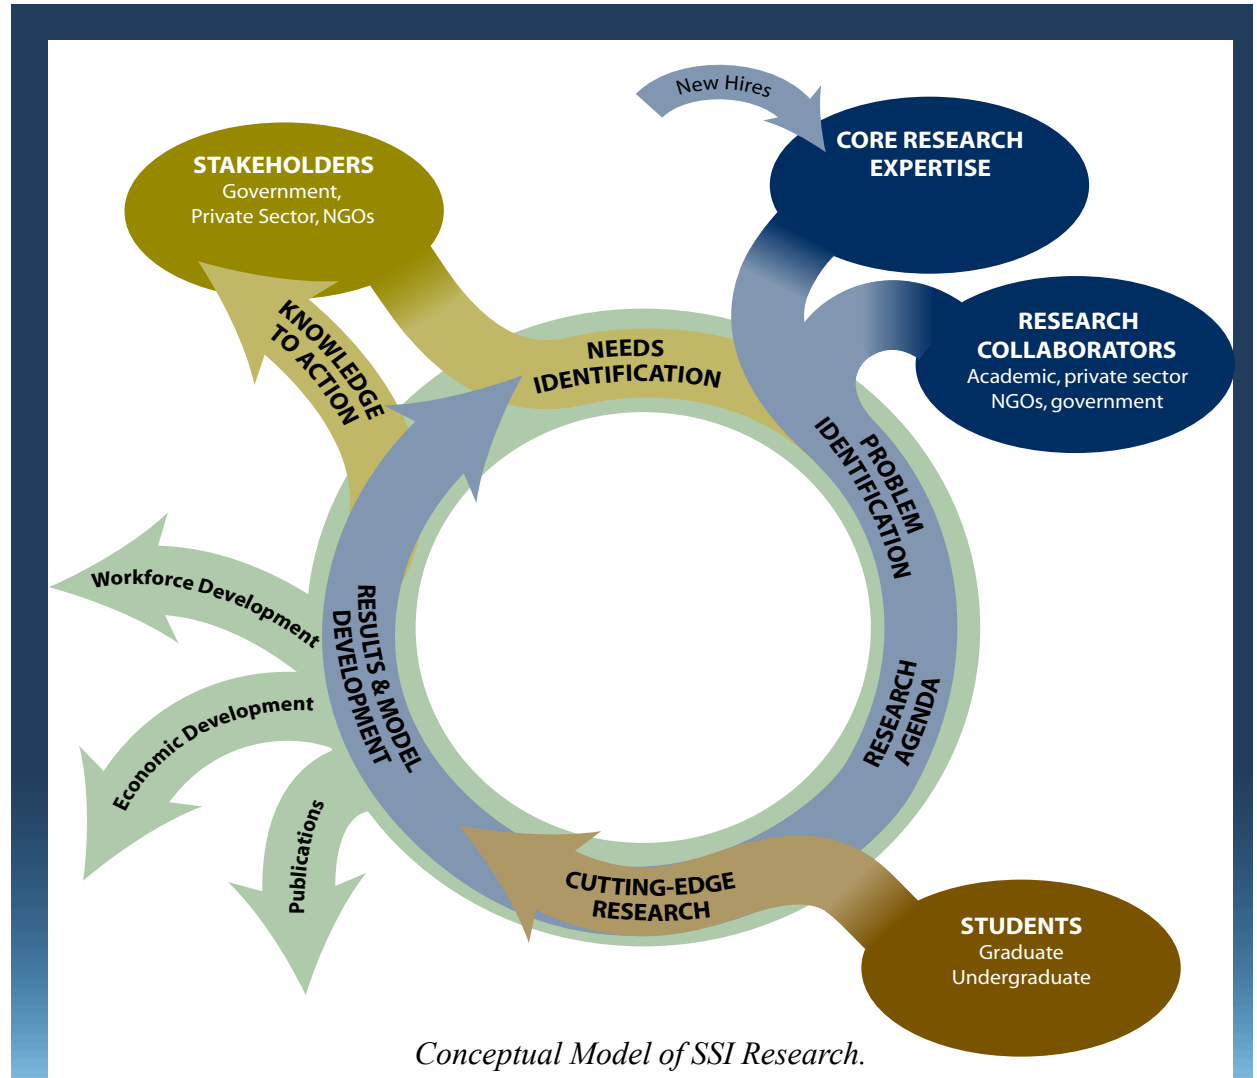 New Hires
CORE RESEARCH
EXPERTISE
STAKEHOLDERS
Government,
Private Sector, NGOs
RESEARCH
COLLABORATORS
Academic, private sector
NGOs, government
KNOWLEDGE
TO ACTION
NEEDS
IDENTIFICATION
PROBLEM
IDENTIFICATION
Workforce Development
RESULTS & MODEL
DEVELOPMENT
RESEARCH
AGENDA
Economic Development
Publications
CUTTING-EDGE
RESEARCH
STUDENTS
Graduate
Undergraduate
Conceptual Model of SSI Research.